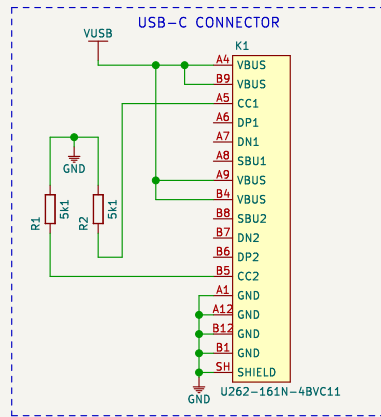 USB-C CONNECTOR
VUSB
K1
A4 VBUS
B9 VBUS
A5 CC1
A6 DP1
A7 DN1
A8 SBU1
A9 VBUS
B4 VBUS
B8 SBU2
B7 DN2
B6 DP2
B5 CC2
A1 GND
A12 GND
B12 GND
B1 GND
SH SHIELD
GND
R1
5k1
R2
5k1
GND
U262-161N-4BVC11